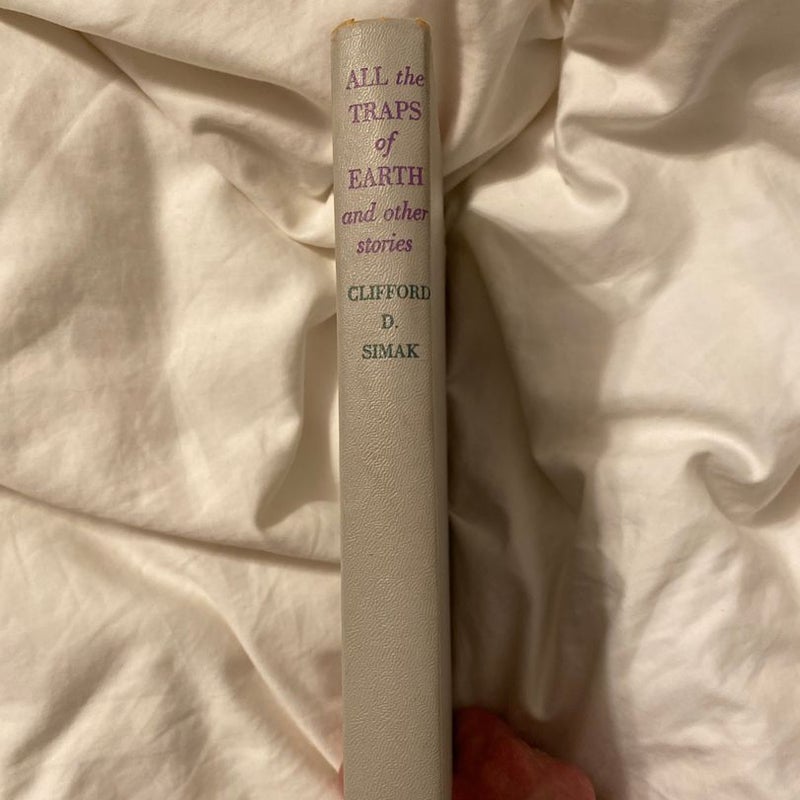 ALL the
TRAPS
of
EARTH
and other
stories
CLIFFORD
D.
SIMAK